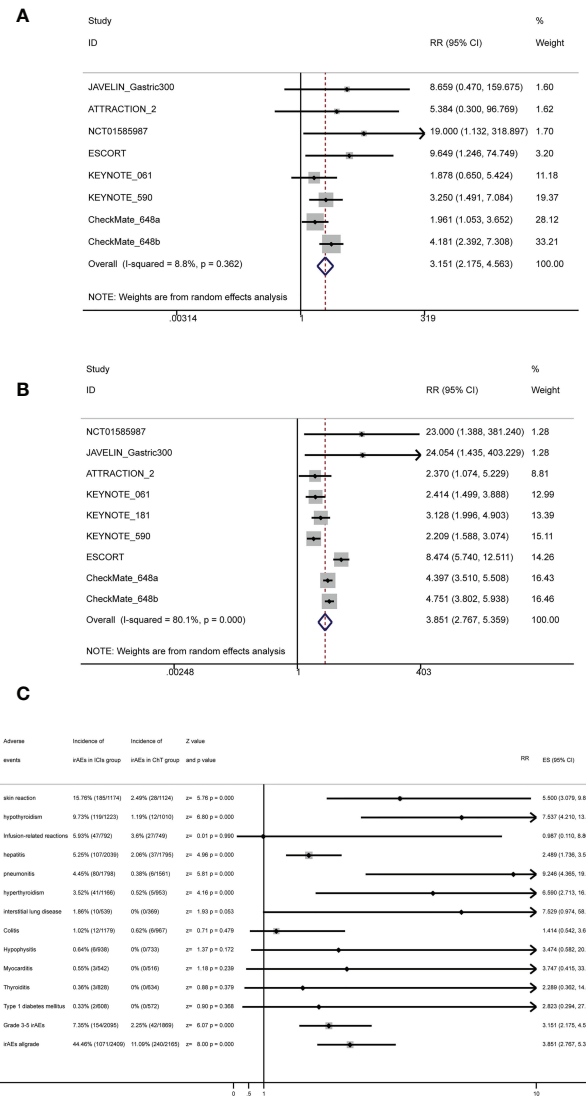 A
Study %
ID RR (95% CI) Weight
JAVELIN_Gastric300 8.659 (0.470, 159.675) 1.60
ATTRACTION_2 5.384 (0.300, 96.769) 1.62
NCT01585987 19.000 (1.132, 318.897) 1.70
ESCORT 9.649 (1.246, 74.749) 3.20
KEYNOTE_061 1.878 (0.650, 5.424) 11.18
KEYNOTE_590 3.250 (1.491, 7.084) 19.37
CheckMate_648a 1.961 (1.053, 3.652) 28.12
CheckMate_648b 4.181 (2.392, 7.308) 33.21
Overall (I-squared = 8.8%, p = 0.362) 3.151 (2.175, 4.563) 100.00
NOTE: Weights are from random effects analysis
.00314 1 319
B
Study %
ID RR (95% CI) Weight
NCT01585987 23.000 (1.388, 381.240) 1.28
JAVELIN_Gastric300 24.054 (1.435, 403.229) 1.28
ATTRACTION_2 2.370 (1.074, 5.229) 8.81
KEYNOTE_061 2.414 (1.499, 3.888) 12.99
KEYNOTE_181 3.128 (1.996, 4.903) 13.39
KEYNOTE_590 2.209 (1.588, 3.074) 15.11
ESCORT 8.474 (5.740, 12.511) 14.26
CheckMate_648a 4.397 (3.510, 5.508) 16.43
CheckMate_648b 4.751 (3.802, 5.938) 16.46
Overall (I-squared = 80.1%, p = 0.000) 3.851 (2.767, 5.359) 100.00
NOTE: Weights are from random effects analysis
.00248 1 403
C
Adverse Incidence of Incidence of Z value
events irAEs in ICIs group irAEs in ChT group and p value RR ES (95% CI)
skin reaction 15.76% (185/1174) 2.49% (28/1124) z= 5.76 p = 0.000 5.500 (3.079, 9.8
hypothyroidism 9.73% (119/1223) 1.19% (12/1010) z= 6.80 p = 0.000 7.537 (4.210, 13.
Infusion-related reactions 5.93% (47/792) 3.6% (27/749) z= 0.01 p = 0.990 0.987 (0.110, 8.8
hepatitis 5.25% (107/2039) 2.06% (37/1795) z= 4.96 p = 0.000 2.489 (1.736, 3.5
pneumonitis 4.45% (80/1798) 0.38% (6/1561) z= 5.81 p = 0.000 9.246 (4.365, 19.
hyperthyroidism 3.52% (41/1166) 0.52% (5/953) z= 4.16 p = 0.000 6.590 (2.713, 16.
interstitial lung disease 1.86% (10/539) 0% (0/369) z= 1.93 p = 0.053 7.529 (0.974, 58.
Colitis 1.02% (12/1179) 0.62% (6/967) z= 0.71 p = 0.479 1.414 (0.542, 3.6
Hypophysitis 0.64% (6/938) 0% (0/733) z= 1.37 p = 0.172 3.474 (0.582, 20.
Myocarditis 0.55% (3/542) 0% (0/516) z= 1.18 p = 0.239 3.747 (0.415, 33.
Thyroiditis 0.36% (3/828) 0% (0/634) z= 0.88 p = 0.379 2.289 (0.362, 14.
Type 1 diabetes mellitus 0.33% (2/608) 0% (0/572) z= 0.90 p = 0.368 2.823 (0.294, 27.
Grade 3-5 irAEs 7.35% (154/2095) 2.25% (42/1869) z= 6.07 p = 0.000 3.151 (2.175, 4.5
irAEs allgrade 44.46% (1071/2409) 11.09% (240/2165) z= 8.00 p = 0.000 3.851 (2.767, 5.3
0 .5 1 10